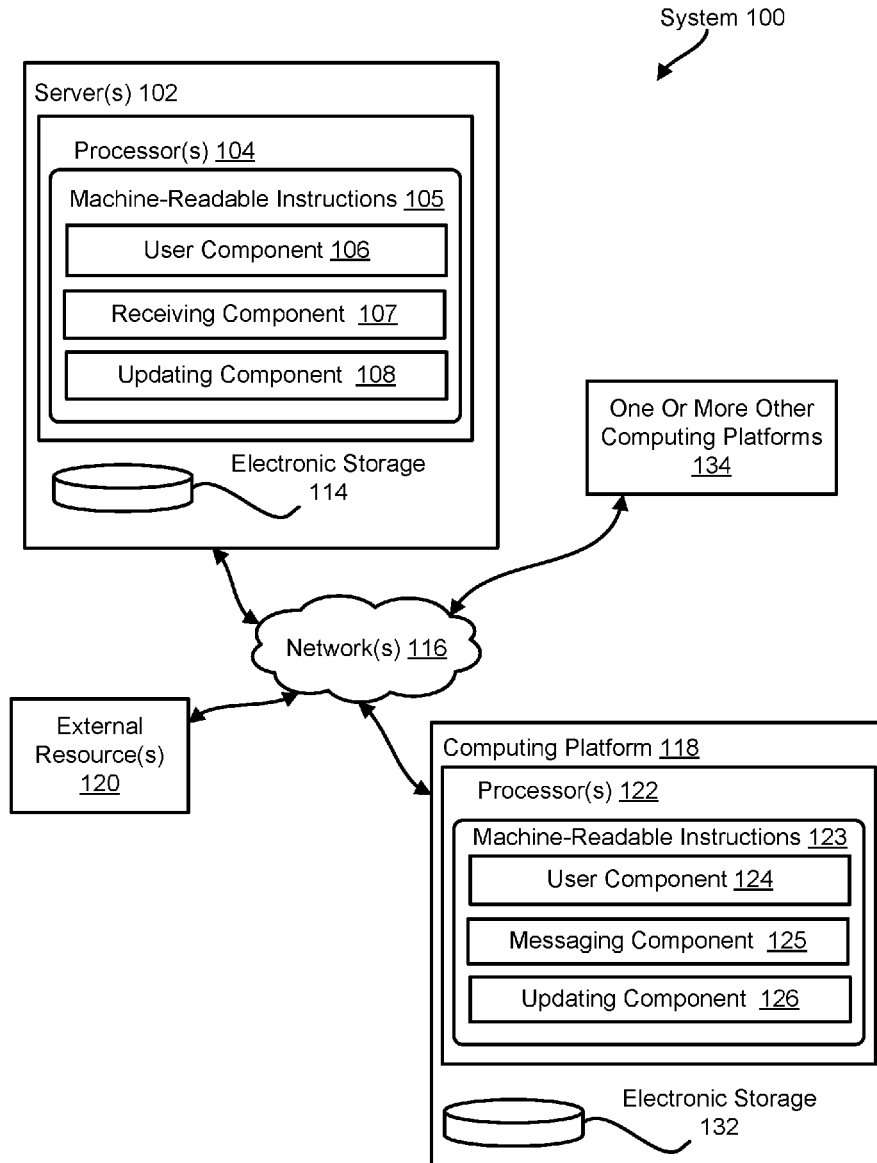 System 100
Server(s) 102
Processor(s) 104
Machine-Readable Instructions 105
User Component 106
Receiving Component 107
Updating Component 108
Electronic Storage
114
One Or More Other
Computing Platforms
134
Network(s) 116
External
Resource(s)
120
Computing Platform 118
Processor(s) 122
Machine-Readable Instructions 123
User Component 124
Messaging Component 125
Updating Component 126
Electronic Storage
132